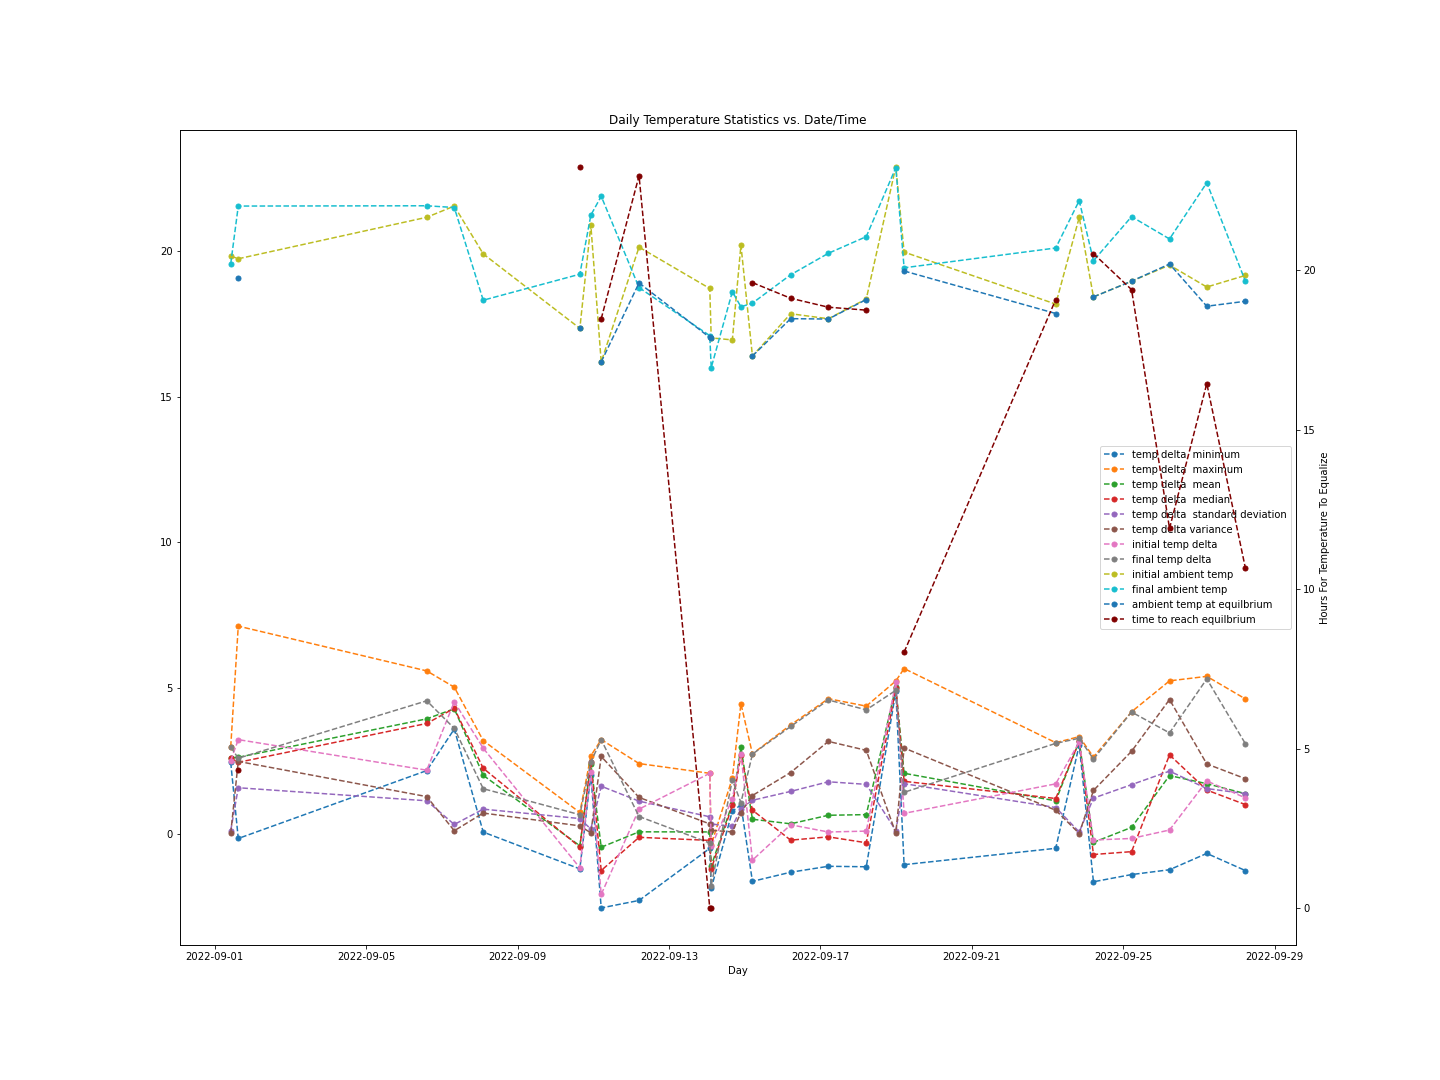 Daily Temperature Statistics vs. Date/Time
20
15
10
5
0
20
15
10
5
0
Hours For Temperature To Equalize
temp delta  minimum
temp delta  maximum
temp delta  mean
temp delta  median
temp delta  standard deviation
temp delta variance
initial temp delta
final temp delta
initial ambient temp
final ambient temp
ambient temp at equilbrium
time to reach equilbrium
2022-09-01 2022-09-05 2022-09-09 2022-09-13 2022-09-17 2022-09-21 2022-09-25 2022-09-29
Day